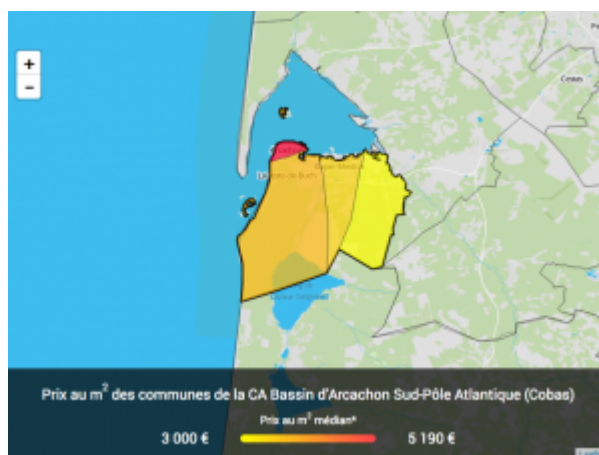 +
−
Cestas
Prix au m² des communes de la CA Bassin d'Arcachon Sud-Pôle Atlantique (Cobas)
Prix au m² médian*
3 000 €
5 190 €